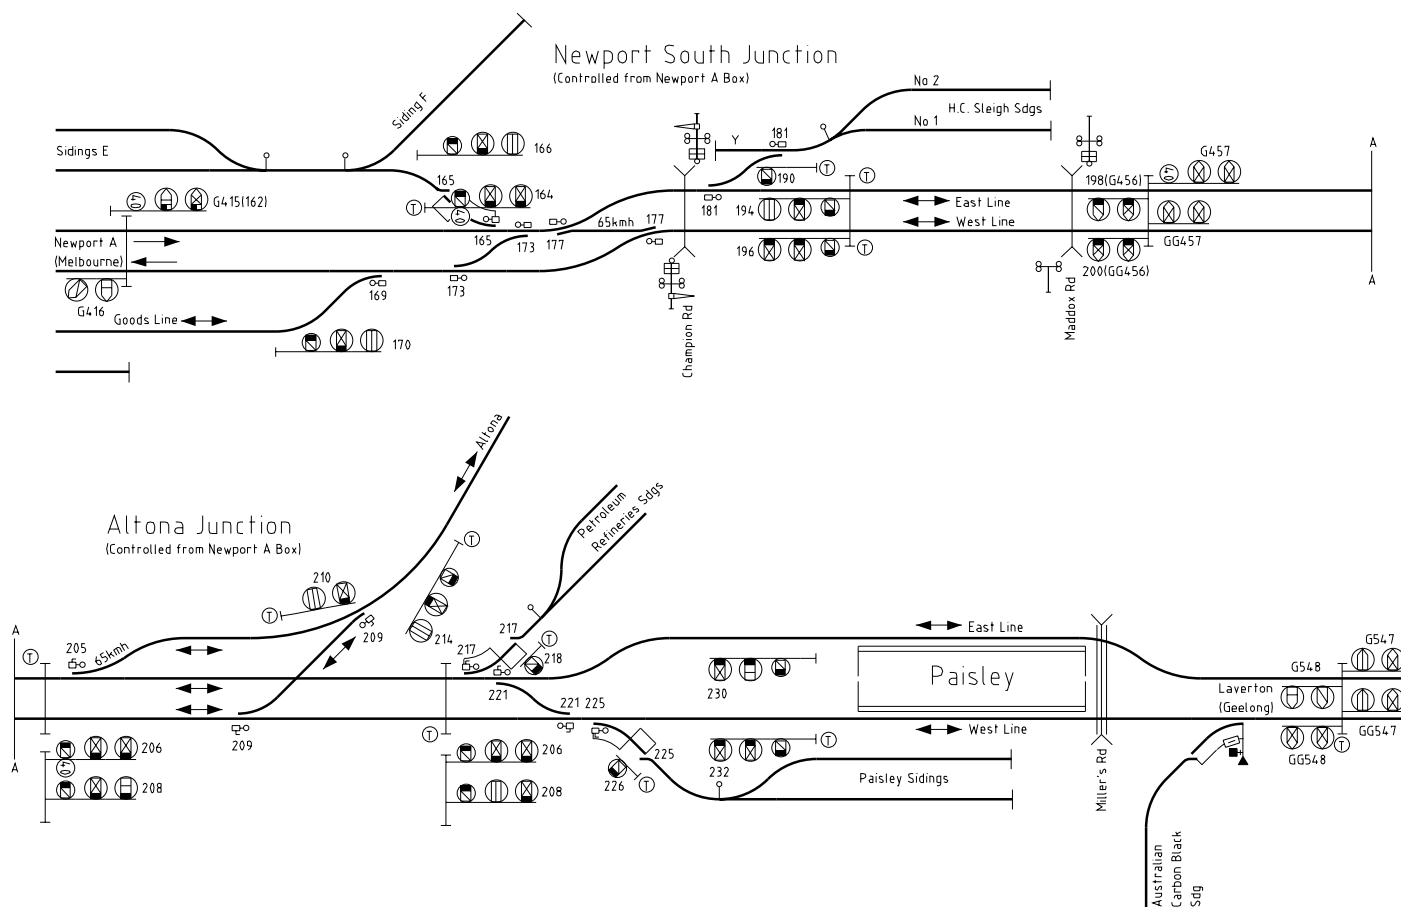 Newport South Junction
(Controlled from Newport A Box)
Siding F
No 2
H.C. Sleigh Sdgs
No 1
Y
181
A
Sidings E
166
G457
165
190
T
198(G456)
40
G415(162)
40
164
T
T
181
194
East Line
West Line
40
65kmh
177
GG457
Newport A
(Melbourne)
165
173
177
196
T
200(GG456)
G416
169
173
A
Goods Line
170
Champion Rd
Maddox Rd
Altona
Altona Junction
(Controlled from Newport A Box)
Petroleum
Refineries Sdgs
T
210
T
209
214
217
217
T
218
A
T
205
65kmh
East Line
G547
230
Paisley
Laverton
(Geelong)
G548
221
221
225
209
T
West Line
GG547
206
206
225
232
T
GG548
T
A
40
208
208
226
T
Paisley Sidings
Miller's Rd
Australian
Carbon Black
Sdg